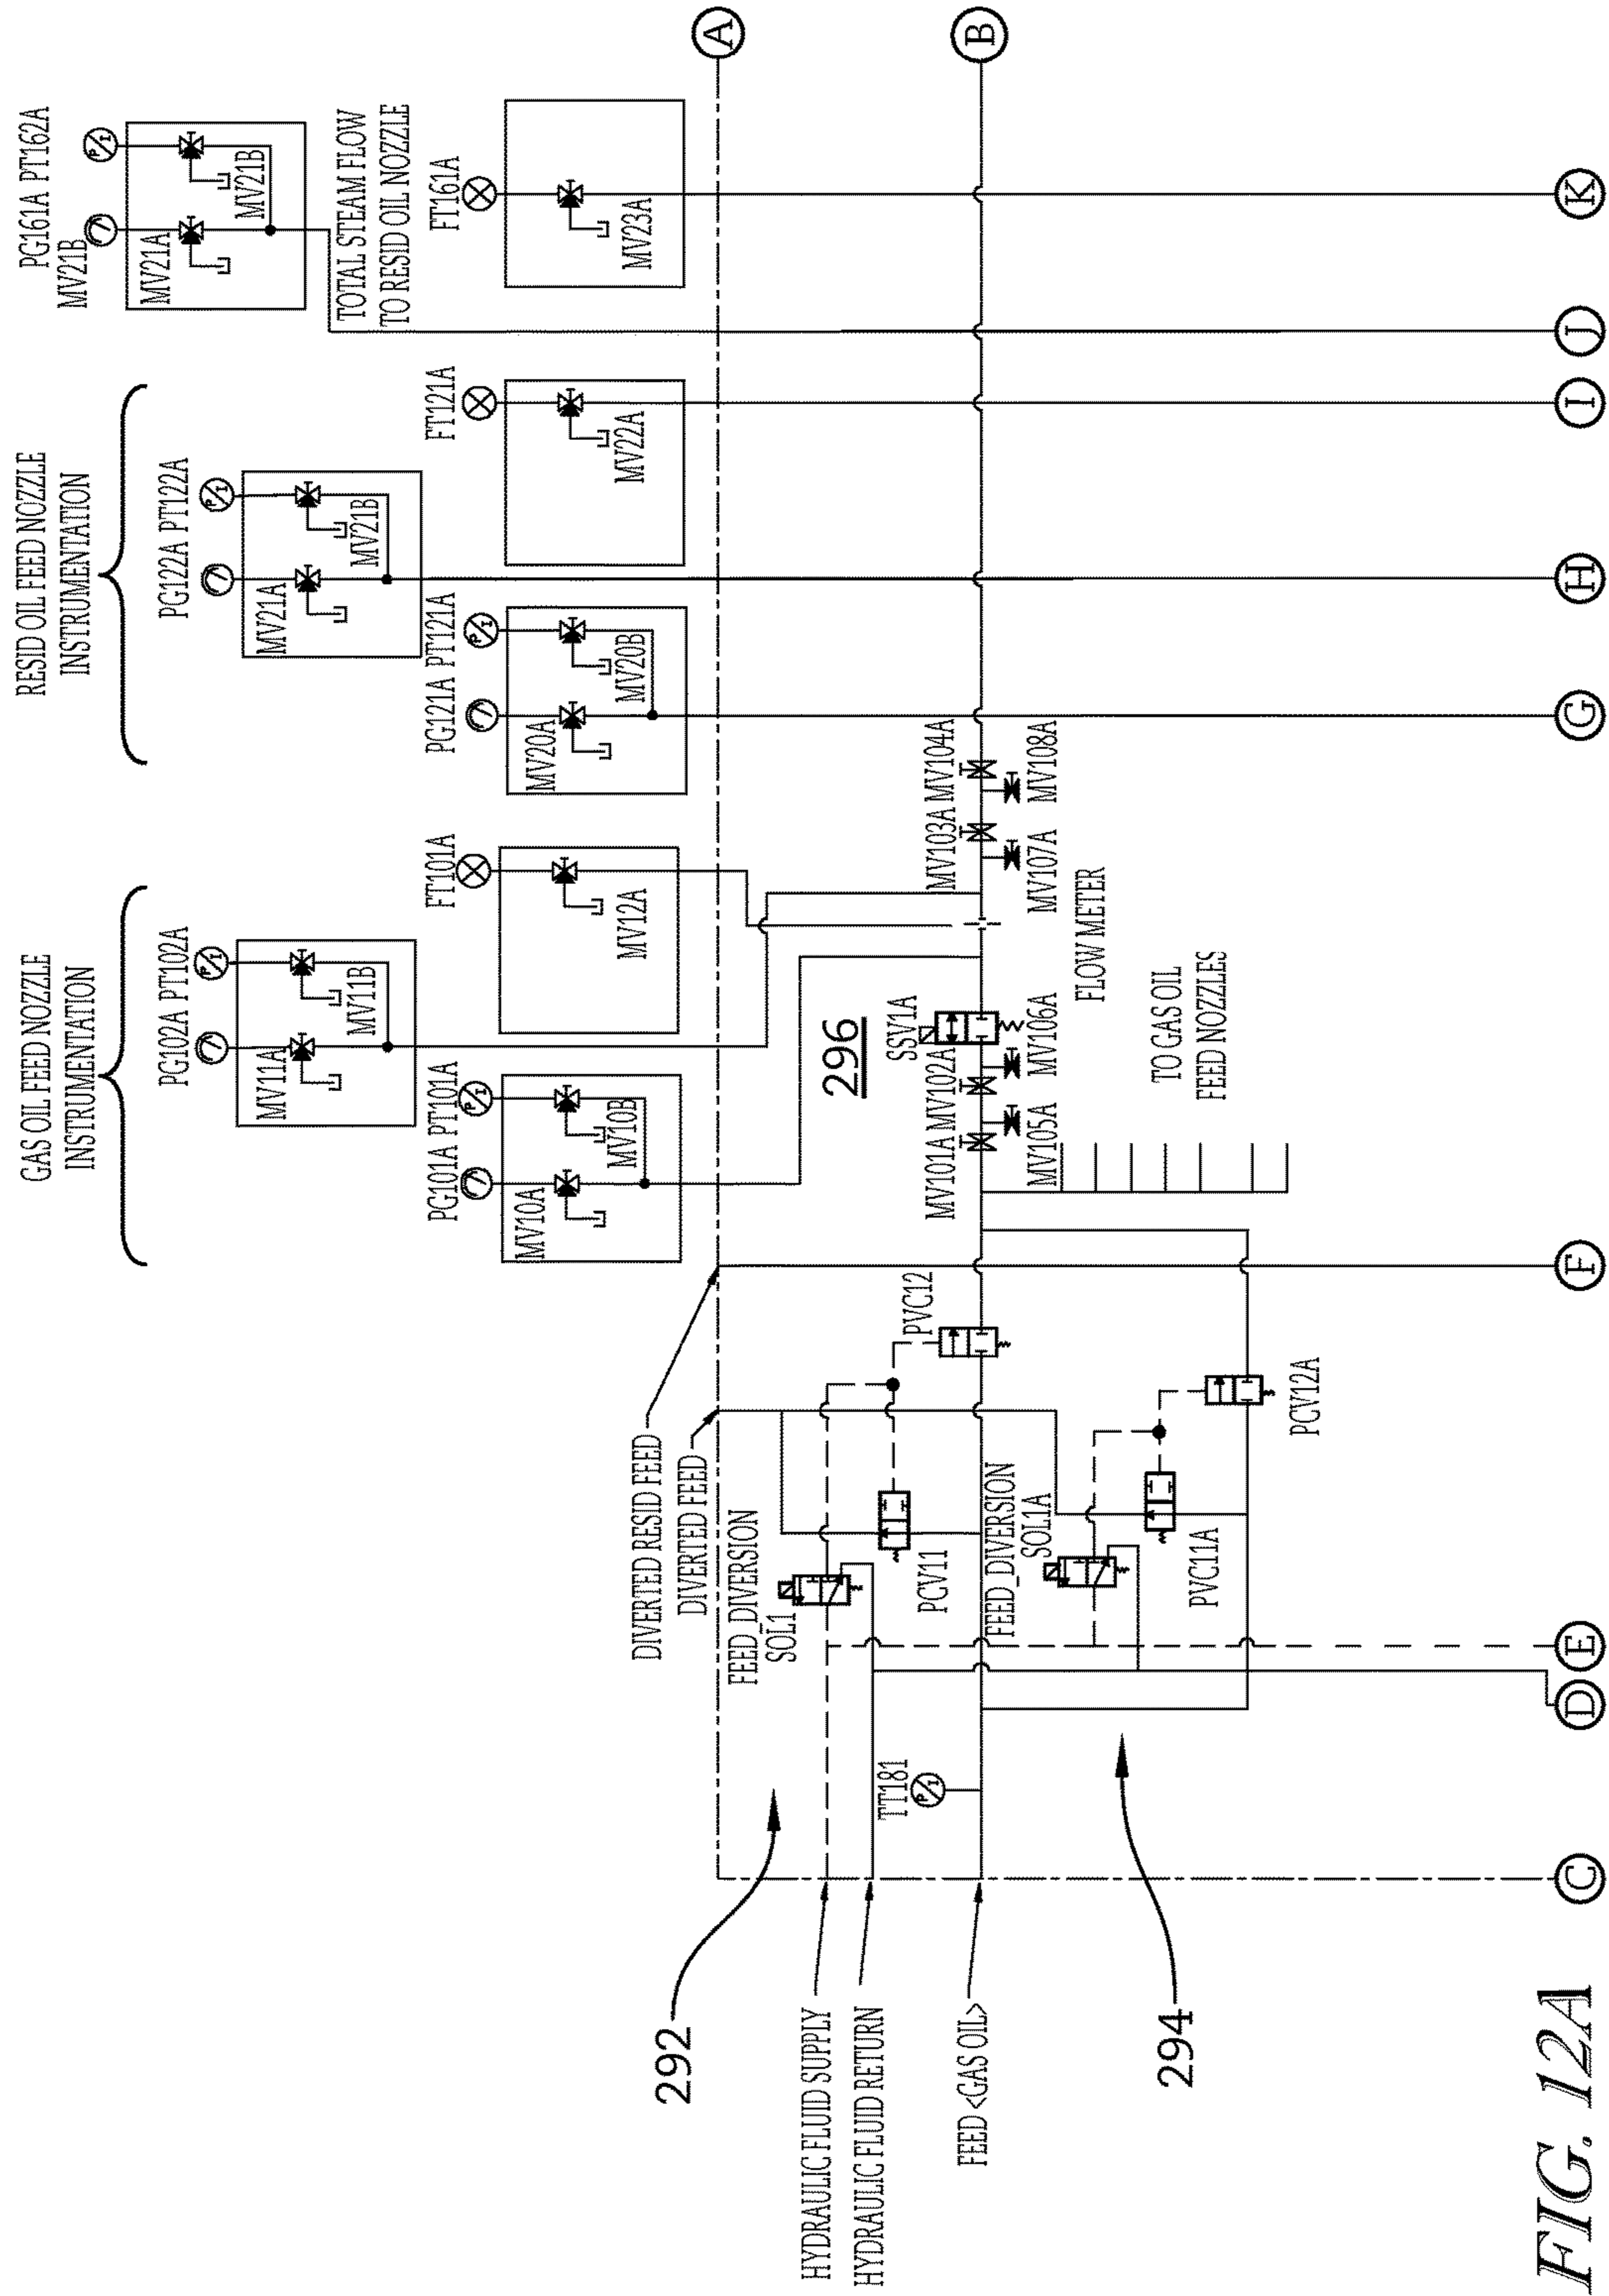 GAS OIL FEED NOZZLE
INSTRUMENTATION
RESID OIL FEED NOZZLE
INSTRUMENTATION
PG102A PT102A
MV11A
MV11B
PG122A PT122A
MV21A
MV21B
PG161A PT162A
MV21B
MV21A
MV21B
TOTAL STEAM FLOW
TO RESID OIL NOZZLE
PG101A PT101A
MV10A
MV10B
FT101A
MV12A
PG121A PT121A
MV20A
MV20B
FT121A
MV22A
FT161A
MV23A
A
B
292
DIVERTED RESID FEED
DIVERTED FEED
FEED_DIVERSION
SOL1
HYDRAULIC FLUID SUPPLY
HYDRAULIC FLUID RETURN
FEED <GAS OIL>
TT181
PCV11
PVC12
FEED_DIVERSION
SOL1A
296
SSV1A
MV101A MV102A
MV103A MV104A
MV105A
MV106A
MV107A
MV108A
FLOW METER
TO GAS OIL
FEED NOZZLES
294
PVC11A
PCV12A
C
D
E
F
G
H
I
J
K
FIG. 12A